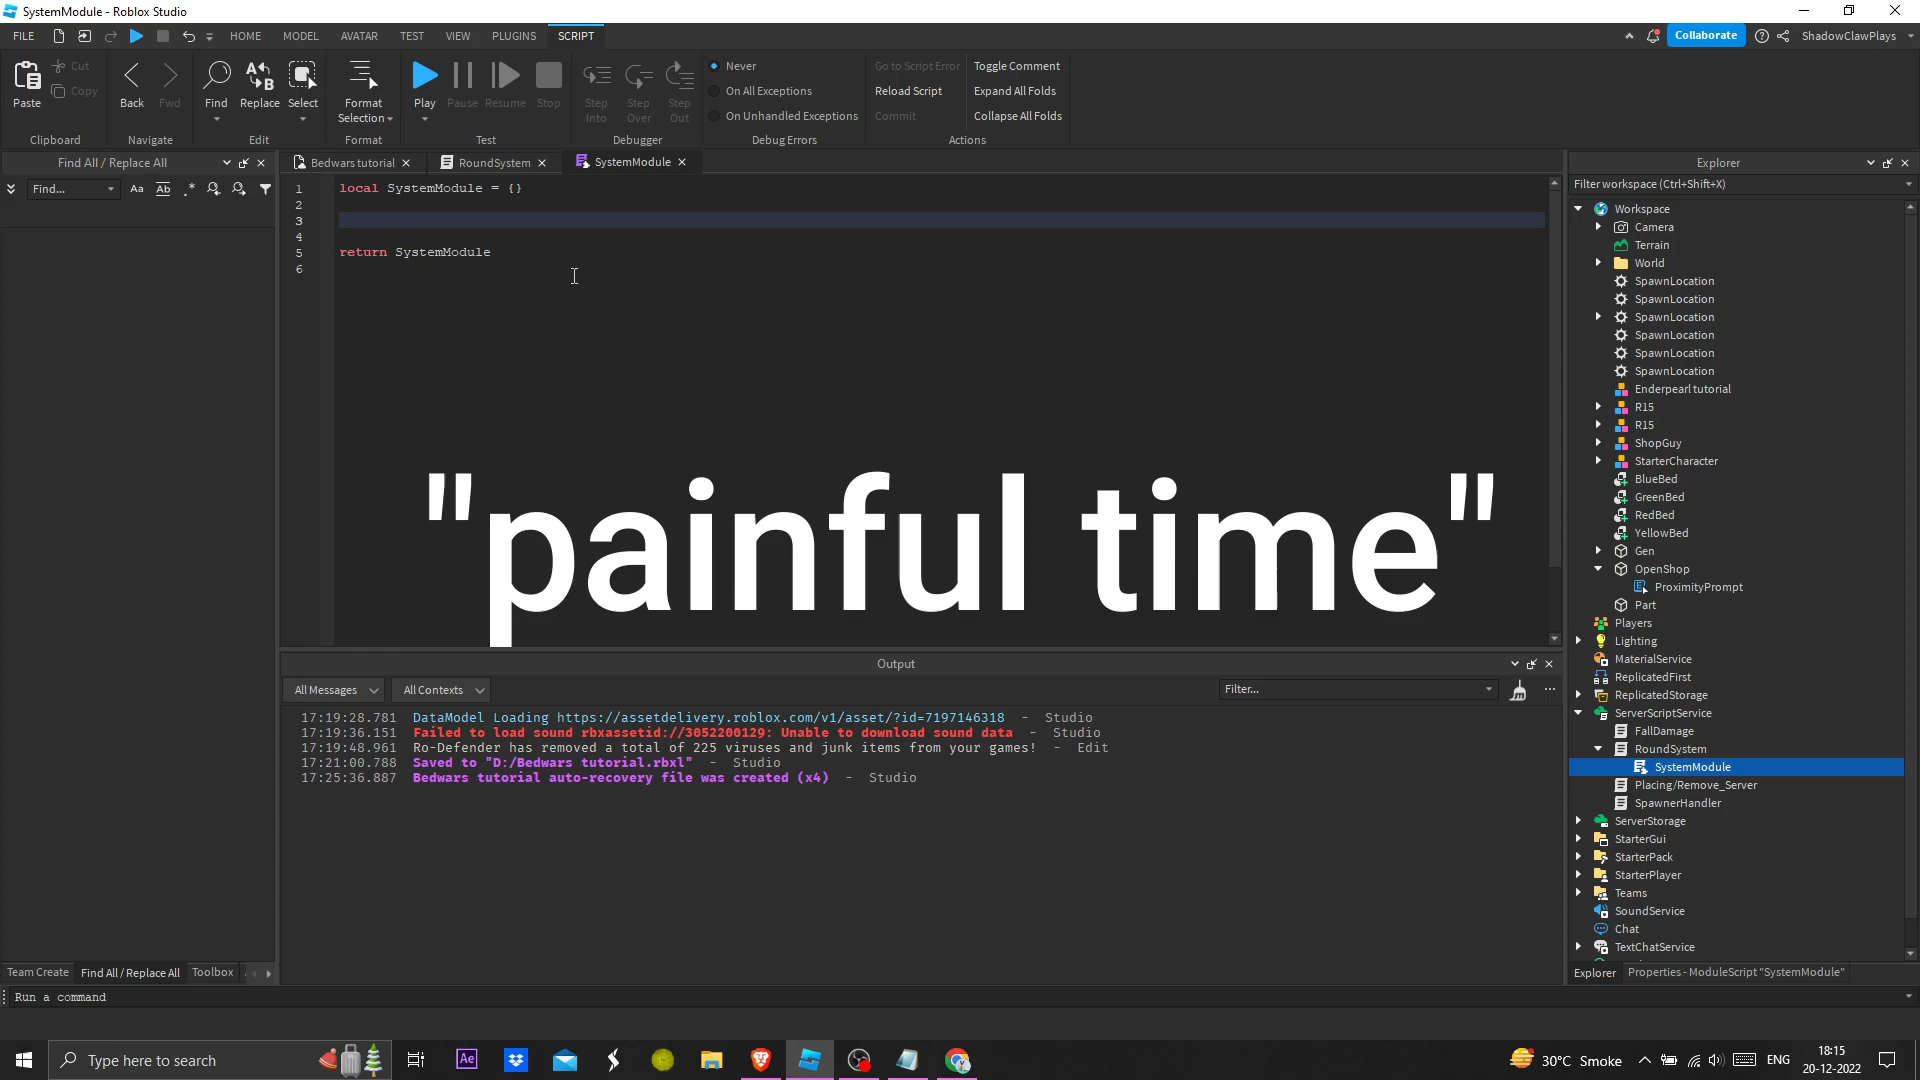 SystemModule - Roblox Studio
FILE HOME MODEL AVATAR TEST VIEW PLUGINS SCRIPT Collaborate ShadowClawPlays
Paste Cut Copy
Clipboard
Back Fwd
Navigate
Find Replace Select
Edit
Format Selection
Format
Play Pause Resume Stop
Test
Step Into Step Over Step Out
Debugger
Never
On All Exceptions
On Unhandled Exceptions
Debug Errors
Go to Script Error
Reload Script
Commit
Toggle Comment
Expand All Folds
Collapse All Folds
Actions
Find All / Replace All
Find... Aa Ab .*
Bedwars tutorial RoundSystem SystemModule
1 local SystemModule = {}
2
3
4
5 return SystemModule
6
"painful time"
Output
All Messages All Contexts Filter...
17:19:28.781 DataModel Loading https://assetdelivery.roblox.com/v1/asset/?id=7197146318 - Studio
17:19:36.151 Failed to load sound rbxassetid://3052200129: Unable to download sound data - Studio
17:19:48.961 Ro-Defender has removed a total of 225 viruses and junk items from your games! - Edit
17:21:00.788 Saved to "D:/Bedwars tutorial.rbxl" - Studio
17:25:36.887 Bedwars tutorial auto-recovery file was created (x4) - Studio
Explorer
Filter workspace (Ctrl+Shift+X)
Workspace
Camera
Terrain
World
SpawnLocation
SpawnLocation
SpawnLocation
SpawnLocation
SpawnLocation
SpawnLocation
Enderpearl tutorial
R15
R15
ShopGuy
StarterCharacter
BlueBed
GreenBed
RedBed
YellowBed
Gen
OpenShop
ProximityPrompt
Part
Players
Lighting
MaterialService
ReplicatedFirst
ReplicatedStorage
ServerScriptService
FallDamage
RoundSystem
SystemModule
Placing/Remove_Server
SpawnerHandler
ServerStorage
StarterGui
StarterPack
StarterPlayer
Teams
SoundService
Chat
TextChatService
Team Create Find All / Replace All Toolbox
Explorer Properties - ModuleScript "SystemModule"
Run a command
Type here to search
Ae
30°C Smoke
ENG
18:15
20-12-2022